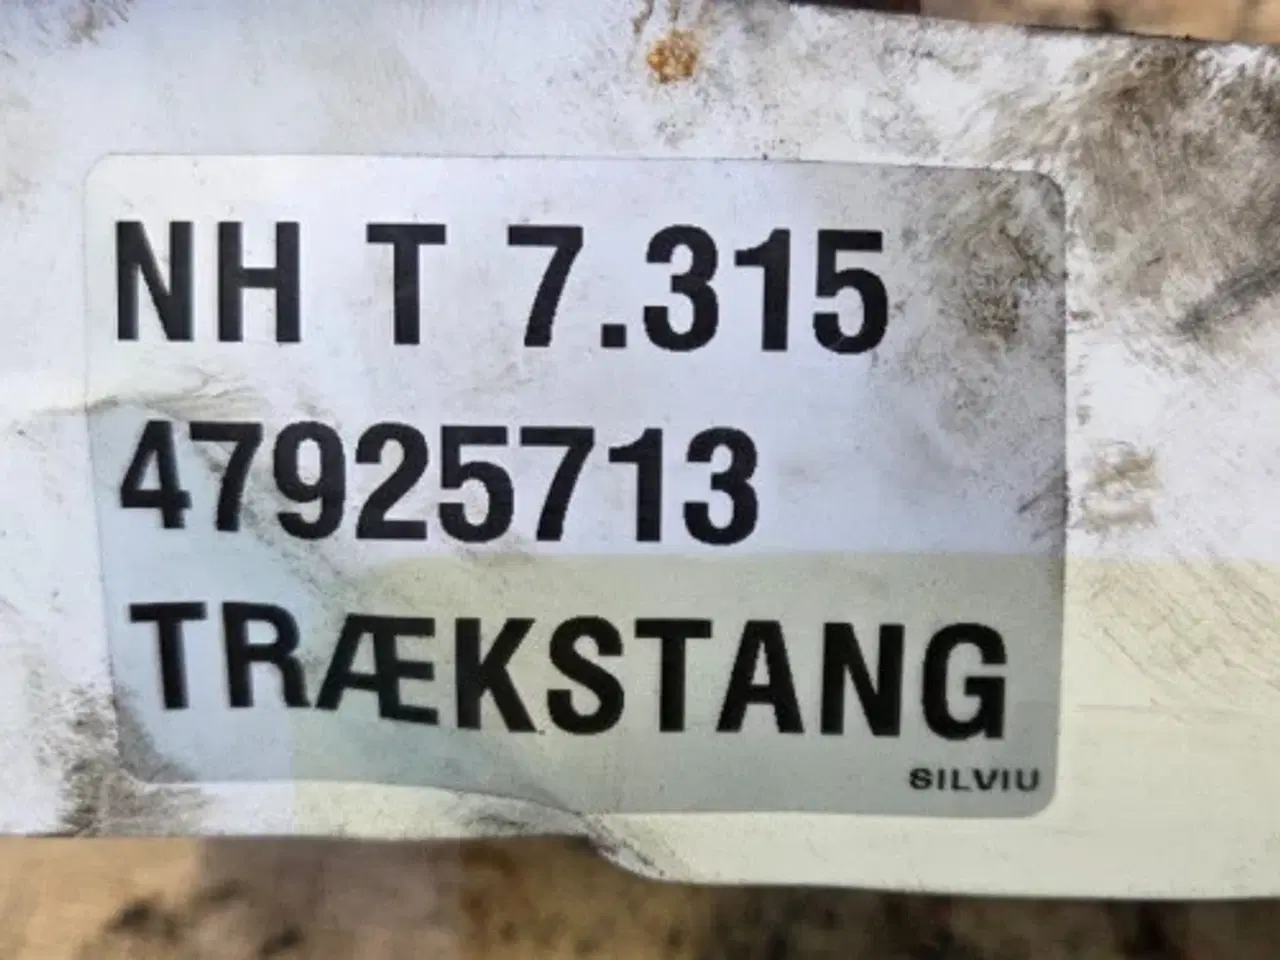 NH T 7.315
47925713
TRÆKSTANG
SILVIU